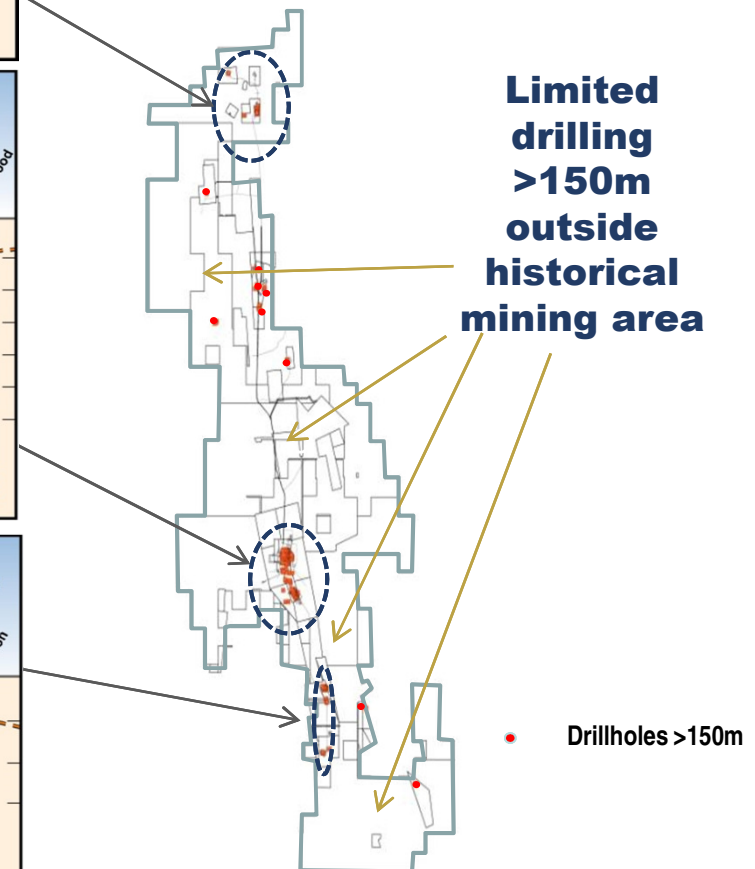 Limited
drilling
>150m
outside
historical
mining area
Drillholes >150m